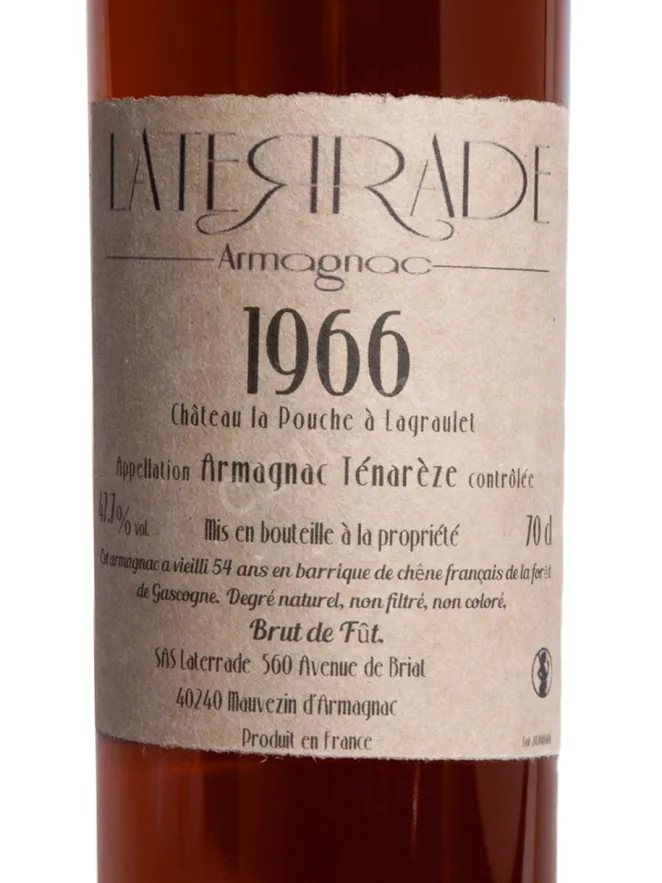 LATERRADE
Armagnac
1966
Château la Pouche à Lagraulet
Appellation Armagnac Ténarèze contrôlée
47.7% vol. Mis en bouteille à la propriété 70 cl
Cet armagnac a vieilli 54 ans en barrique de chêne français de la forêt
de Gascogne. Degré naturel, non filtré, non coloré,
Brut de Fût.
SAS Laterrade 560 Avenue de Briat
40240 Mauvezin d'Armagnac
Produit en France